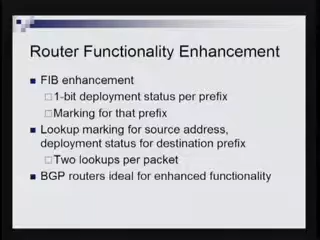 Router Functionality Enhancement
FIB enhancement
1-bit deployment status per prefix
Marking for that prefix
Lookup marking for source address,
deployment status for destination prefix
Two lookups per packet
BGP routers ideal for enhanced functionality